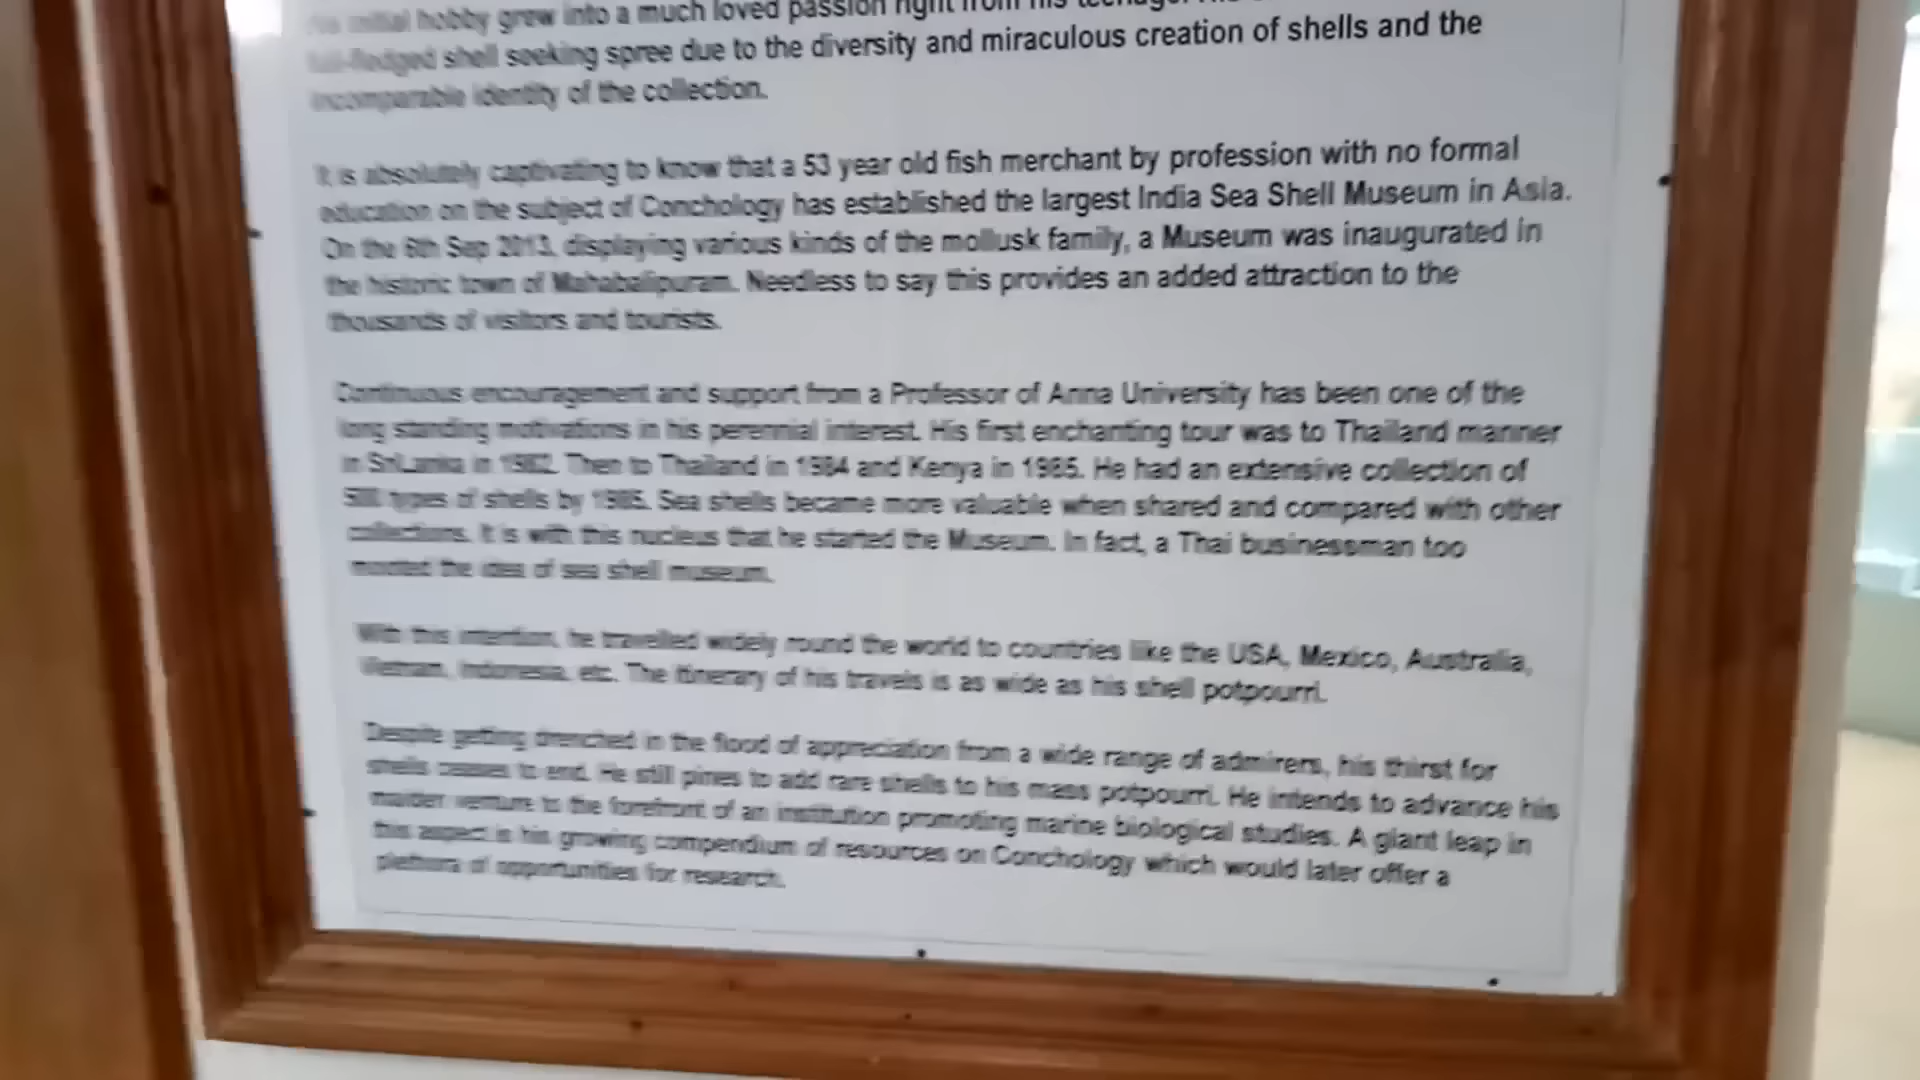 initial hobby grew into a much loved passion right from his
full-fledged shell seeking spree due to the diversity and miraculous creation of shells and the
incomparable identity of the collection.
It is absolutely captivating to know that a 53 year old fish merchant by profession with no formal
education on the subject of Conchology has established the largest India Sea Shell Museum in Asia.
On the 6th Sep 2013, displaying various kinds of the mollusk family, a Museum was inaugurated in
the historic town of Mahabalipuram. Needless to say this provides an added attraction to the
thousands of visitors and tourists.
Continuous encouragement and support from a Professor of Anna University has been one of the
long standing motivations in his perennial interest. His first enchanting tour was to Thailand manner
in SriLanka in 1982. Then to Thailand in 1984 and Kenya in 1985. He had an extensive collection of
500 types of shells by 1985. Sea shells became more valuable when shared and compared with other
collections. It is with this nucleus that he started the Museum. In fact, a Thai businessman too
mooted the idea of sea shell museum.
With this intention, he travelled widely round the world to countries like the USA, Mexico, Australia,
Vietnam, Indonesia, etc. The itinerary of his travels is as wide as his shell potpourri.
Despite getting drenched in the flood of appreciation from a wide range of admirers, his thirst for
shells ceases to end. He still pines to add rare shells to his mass potpourri. He intends to advance his
maiden venture to the forefront of an institution promoting marine biological studies. A giant leap in
this aspect is his growing compendium of resources on Conchology which would later offer a
plethora of opportunities for research.